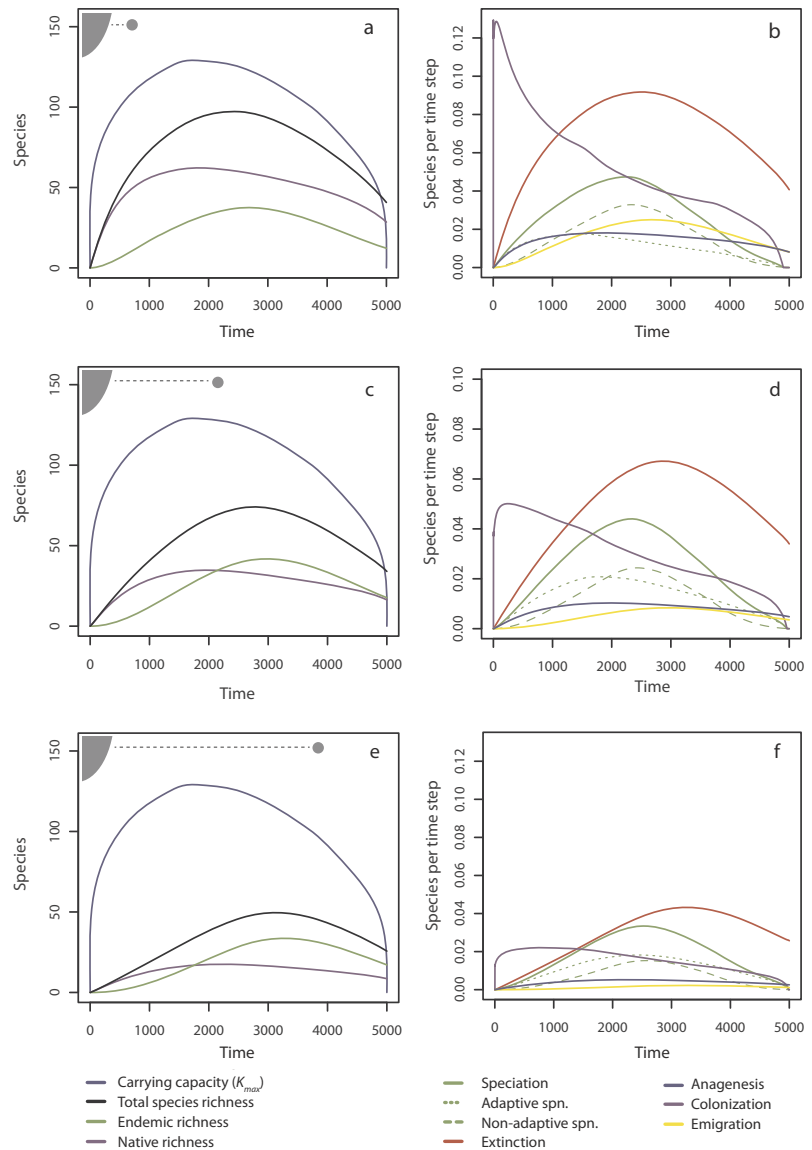 a
150
100
50
0
Species
0 1000 2000 3000 4000 5000
Time
b
0.12
0.10
0.08
0.06
0.04
0.02
0.00
Species per time step
0 1000 2000 3000 4000 5000
Time
c
150
100
50
0
Species
0 1000 2000 3000 4000 5000
Time
d
0.10
0.08
0.06
0.04
0.02
0.00
Species per time step
0 1000 2000 3000 4000 5000
Time
e
150
100
50
0
Species
0 1000 2000 3000 4000 5000
Time
f
0.12
0.10
0.08
0.06
0.04
0.02
0.00
Species per time step
0 1000 2000 3000 4000 5000
Time
Carrying capacity (Kmax)
Total species richness
Endemic richness
Native richness
Speciation
Adaptive spn.
Non-adaptive spn.
Extinction
Anagenesis
Colonization
Emigration